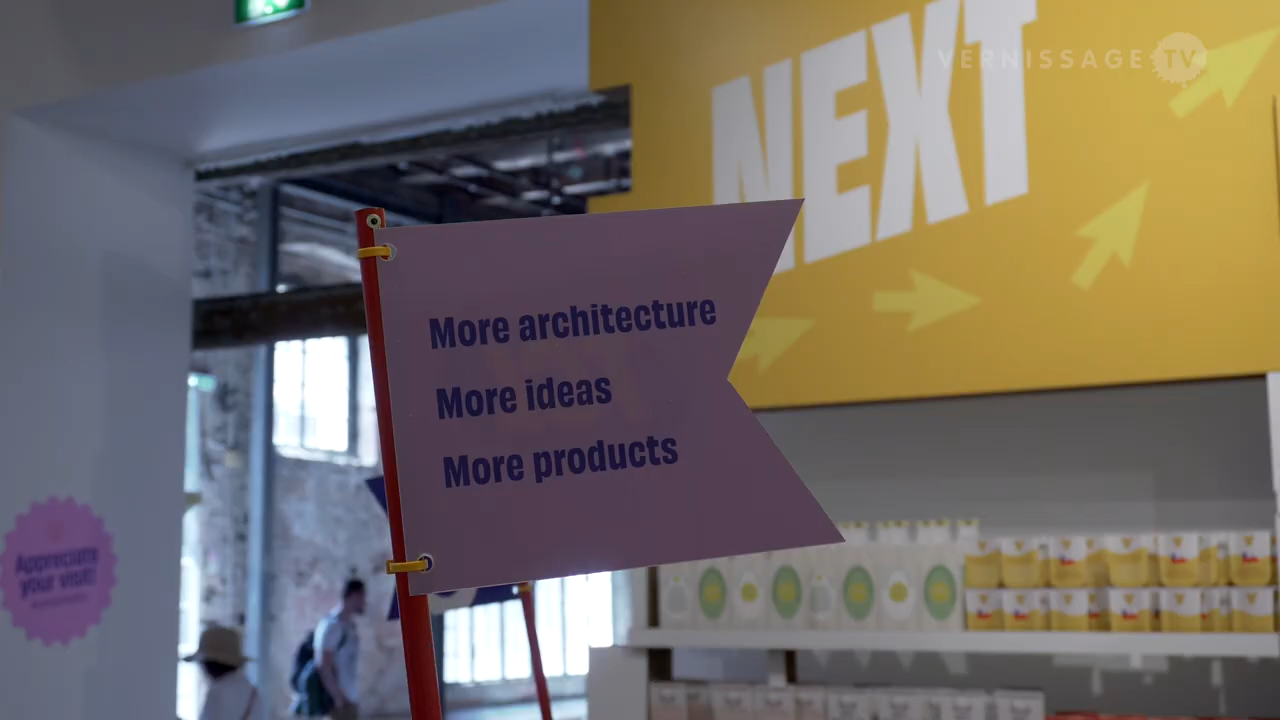 NEXT
VERNISSAGE TV
More architecture
More ideas
More products
Appreciate
your visit!